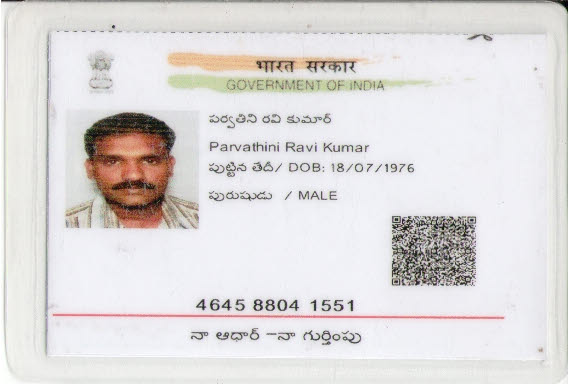 भारत सरकार
GOVERNMENT OF INDIA
పర్వతిని రవి కుమార్
Parvathini Ravi Kumar
పుట్టిన తేదీ/ DOB: 18/07/1976
పురుషుడు / MALE
4645 8804 1551
నా ఆధార్ –నా గుర్తింపు